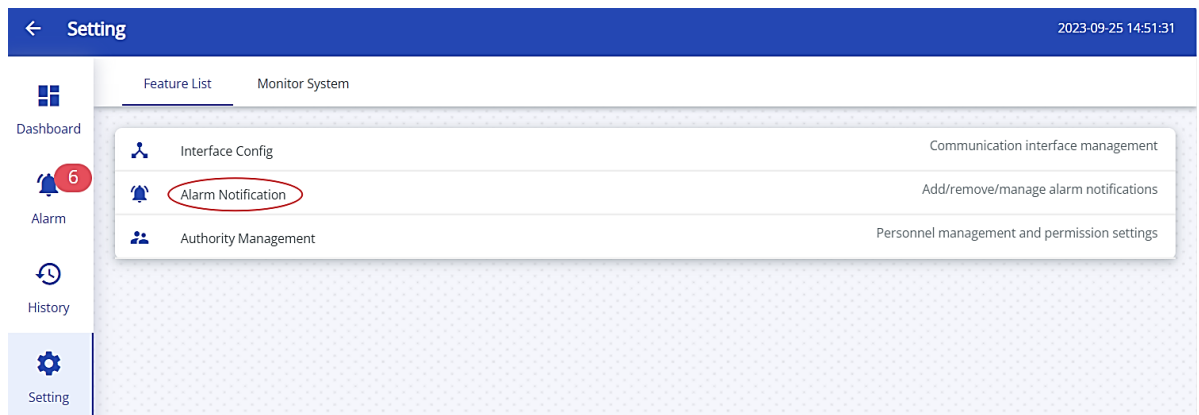 Setting
2023-09-25 14:51:31
Dashboard
6
Alarm
History
Setting
Feature List
Monitor System
Interface Config
Communication interface management
Alarm Notification
Add/remove/manage alarm notifications
Authority Management
Personnel management and permission settings